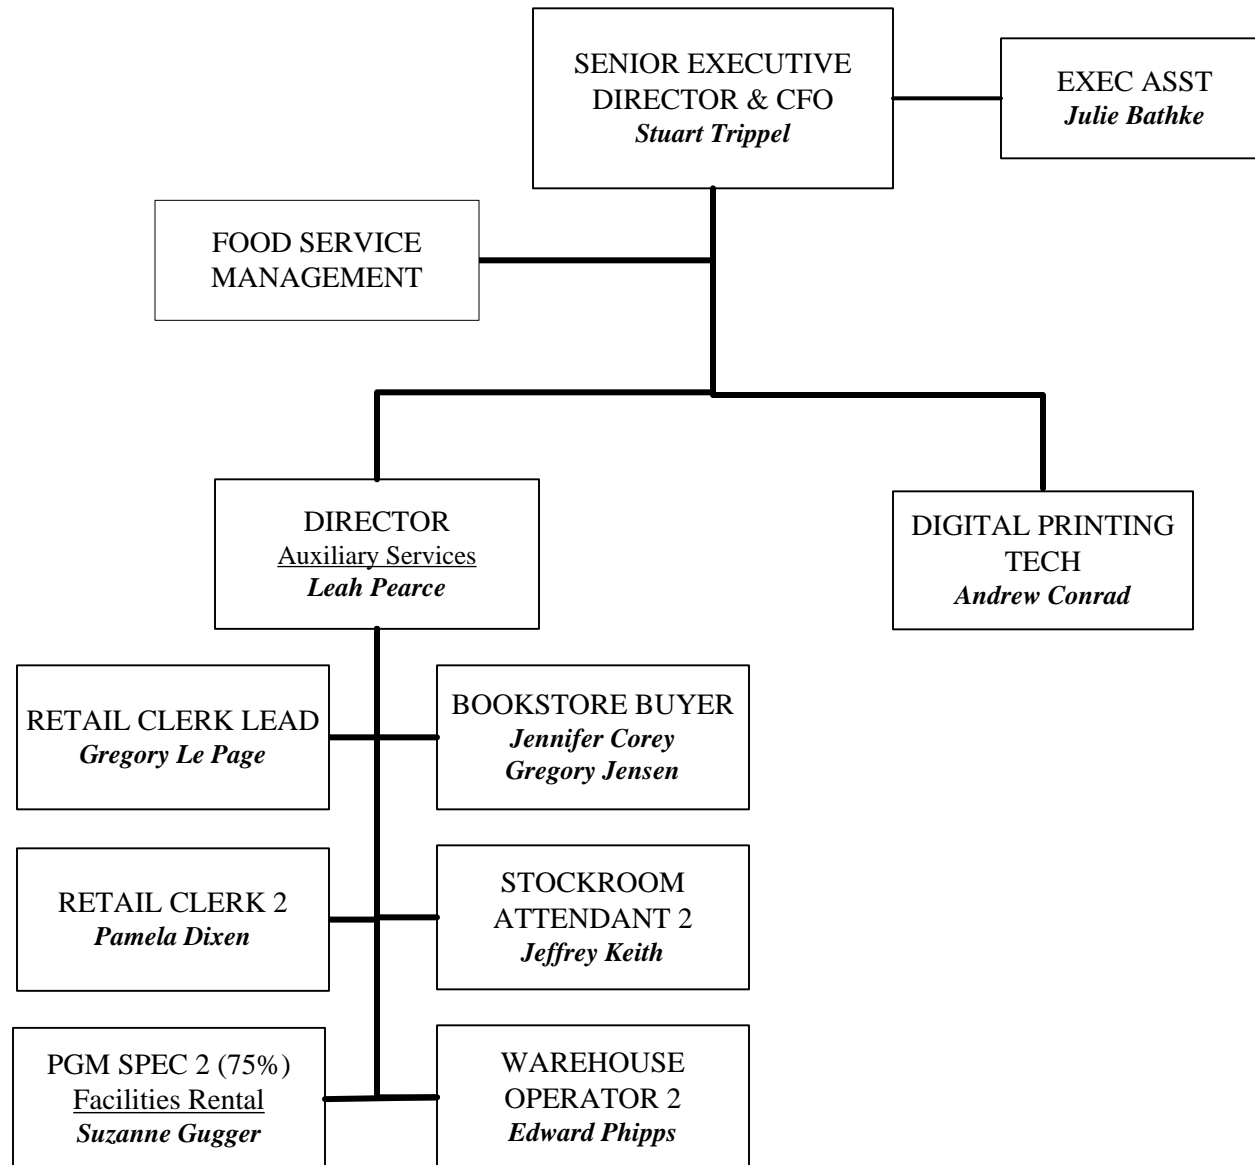 SENIOR EXECUTIVE
DIRECTOR & CFO
Stuart Trippel
EXEC ASST
Julie Bathke
FOOD SERVICE
MANAGEMENT
DIRECTOR
Auxiliary Services
Leah Pearce
DIGITAL PRINTING
TECH
Andrew Conrad
RETAIL CLERK LEAD
Gregory Le Page
BOOKSTORE BUYER
Jennifer Corey
Gregory Jensen
RETAIL CLERK 2
Pamela Dixen
STOCKROOM
ATTENDANT 2
Jeffrey Keith
PGM SPEC 2 (75%)
Facilities Rental
Suzanne Gugger
WAREHOUSE
OPERATOR 2
Edward Phipps